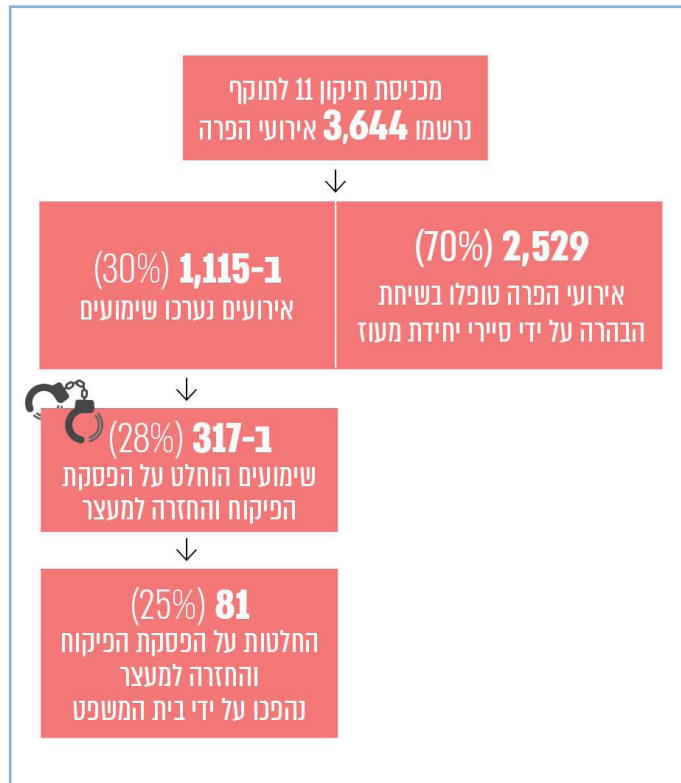 מכניסת תיקון 11 לתוקף
נרשמו 3,644 אירועי הפרה
2,529 (70%)
אירועי הפרה טופלו בשיחת
הבהרה על ידי סיירי יחידת מעוז
ב-1,115 (30%)
אירועים נערכו שימועים
ב-317 (28%)
שימועים הוחלט על הפסקת
הפיקוח והחזרה למעצר
81 (25%)
החלטות על הפסקת הפיקוח
והחזרה למעצר
נהפכו על ידי בית המשפט